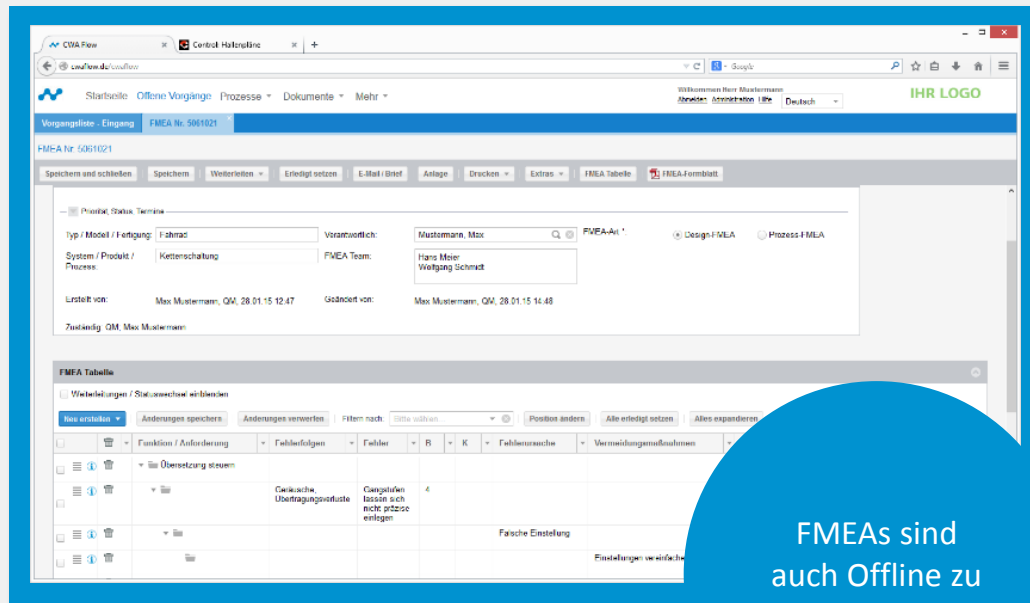 CWA Flow × Control: Hallenpläne × +
cwaflow.de/cwaflow Google
Startseite Offene Vorgänge Prozesse Dokumente Mehr
Willkommen Herr Mustermann
Abmelden Administration Hilfe Deutsch
IHR LOGO
Vorgangsliste - Eingang FMEA Nr. 5061021
FMEA Nr. 5061021
Speichern und schließen Speichern Weiterleiten Erledigt setzen E-Mail / Brief Anlage Drucken Extras FMEA Tabelle FMEA-Formblatt
Priorität, Status, Termine
Typ / Modell / Fertigung: Fahrrad Verantwortlich: Mustermann, Max FMEA-Art *: Design-FMEA Prozess-FMEA
System / Produkt / Kettenschaltung FMEA Team: Hans Meier
Prozess: Wolfgang Schmidt
Erstellt von: Max Mustermann, QM, 28.01.15 12:47 Geändert von: Max Mustermann, QM, 28.01.15 14:48
Zuständig: QM, Max Mustermann
FMEA Tabelle
Weiterleitungen / Statuswechsel einblenden
Neu erstellen Änderungen speichern Änderungen verwerfen Filtern nach: Bitte wählen... Position ändern Alle erledigt setzen Alles expandieren
Funktion / Anforderung Fehlerfolgen Fehler B K Fehlerursache Vermeidungsmaßnahmen
Übersetzung steuern
Geräusche, Gangstufen 4
Übertragungsverluste lassen sich
nicht präzise
einlegen
Falsche Einstellung
Einstellungen vereinfache
FMEAs sind
auch Offline zu